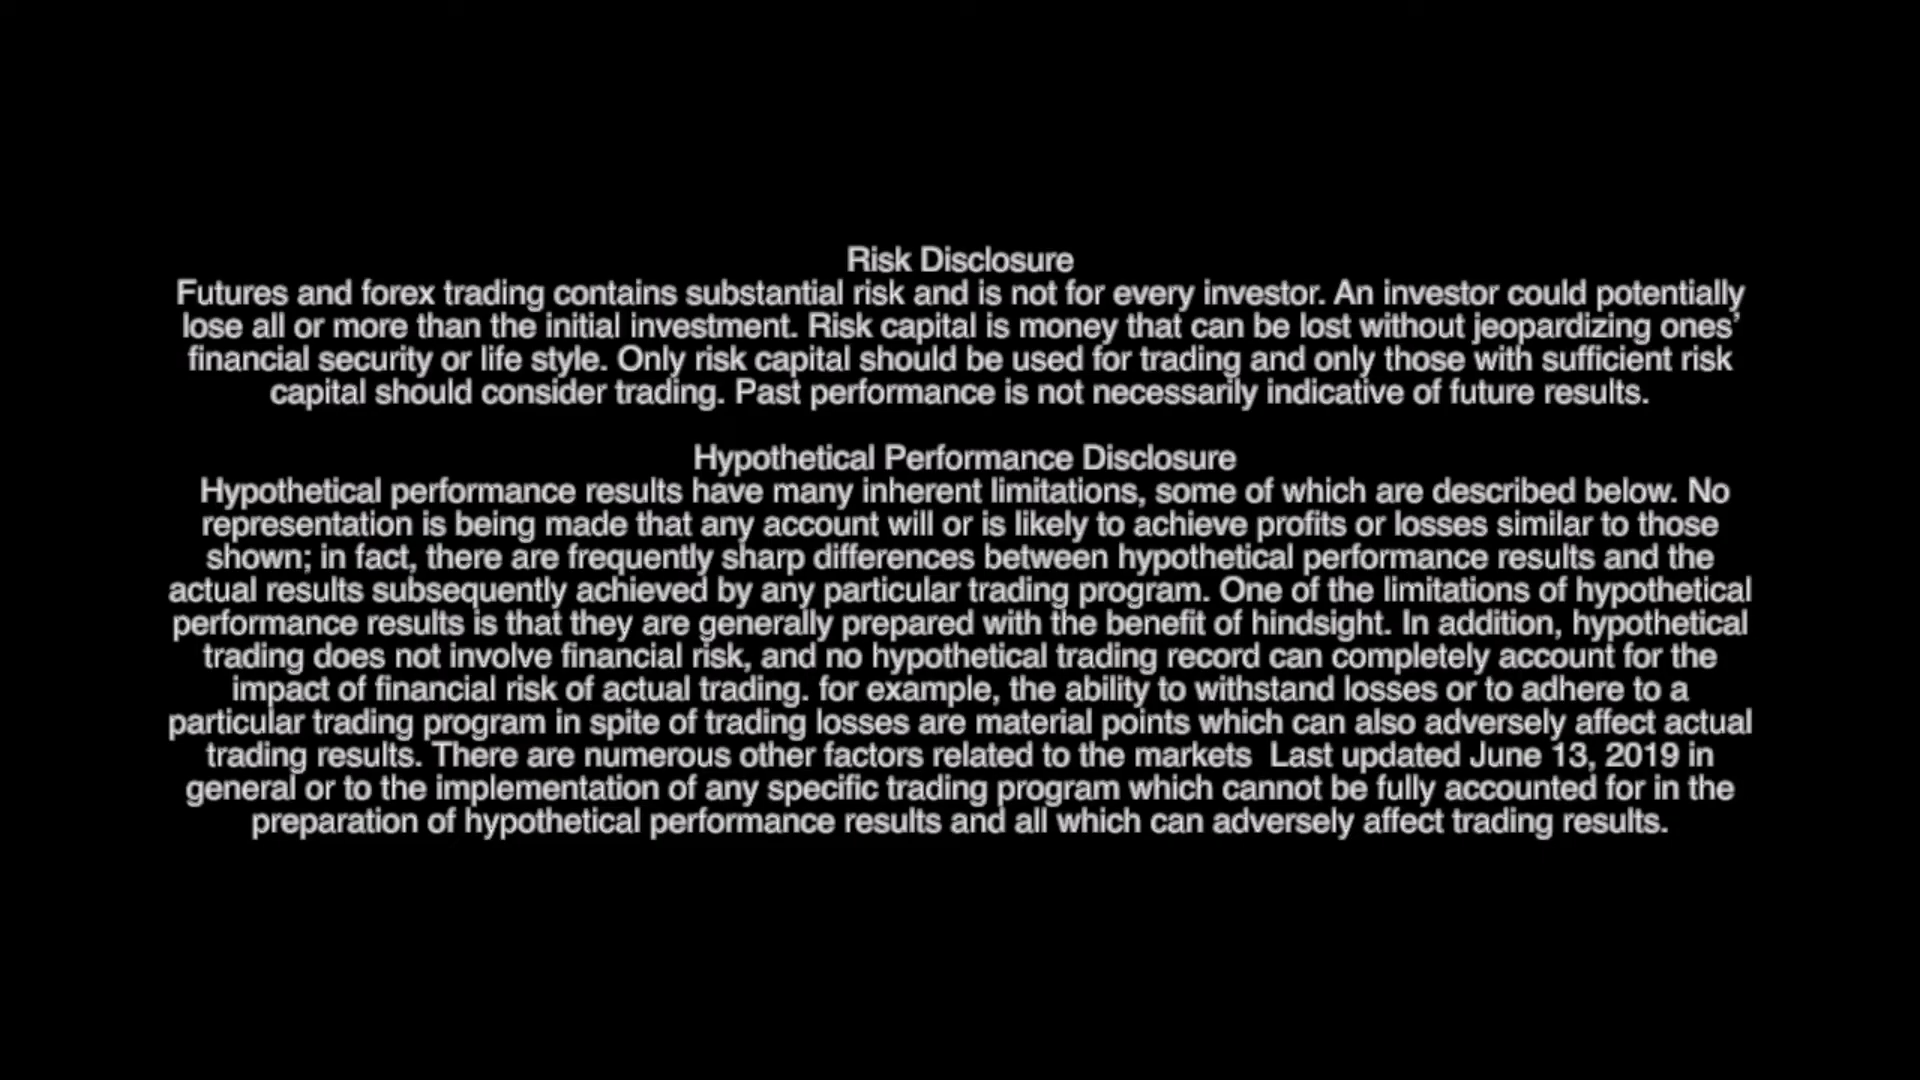 Risk Disclosure
Futures and forex trading contains substantial risk and is not for every investor. An investor could potentially
lose all or more than the initial investment. Risk capital is money that can be lost without jeopardizing ones’
financial security or life style. Only risk capital should be used for trading and only those with sufficient risk
capital should consider trading. Past performance is not necessarily indicative of future results.
Hypothetical Performance Disclosure
Hypothetical performance results have many inherent limitations, some of which are described below. No
representation is being made that any account will or is likely to achieve profits or losses similar to those
shown; in fact, there are frequently sharp differences between hypothetical performance results and the
actual results subsequently achieved by any particular trading program. One of the limitations of hypothetical
performance results is that they are generally prepared with the benefit of hindsight. In addition, hypothetical
trading does not involve financial risk, and no hypothetical trading record can completely account for the
impact of financial risk of actual trading. for example, the ability to withstand losses or to adhere to a
particular trading program in spite of trading losses are material points which can also adversely affect actual
trading results. There are numerous other factors related to the markets  Last updated June 13, 2019 in
general or to the implementation of any specific trading program which cannot be fully accounted for in the
preparation of hypothetical performance results and all which can adversely affect trading results.